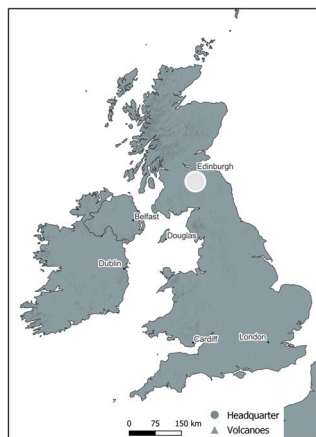 Edinburgh
Belfast
Douglas
Dublin
Cardiff
London
Headquarter
0 75 150 km
Volcanoes